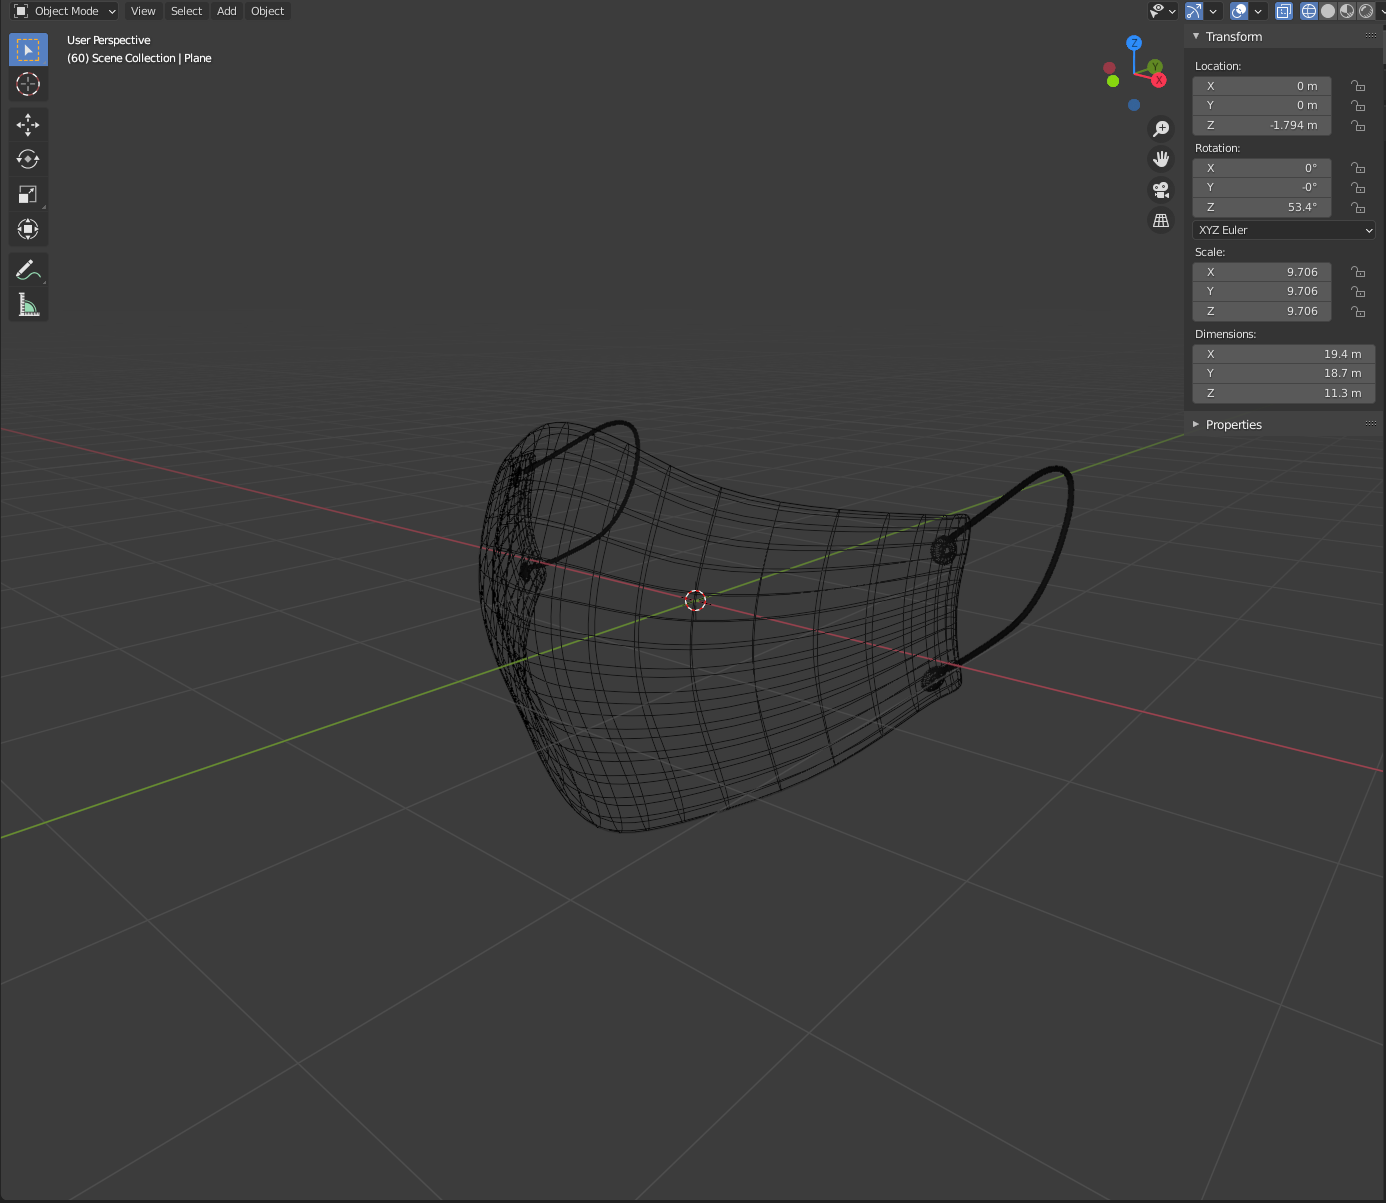 Object Mode View Select Add Object
User Perspective
(60) Scene Collection | Plane
Z
Y
X
Transform
Location:
X 0 m
Y 0 m
Z -1.794 m
Rotation:
X 0°
Y -0°
Z 53.4°
XYZ Euler
Scale:
X 9.706
Y 9.706
Z 9.706
Dimensions:
X 19.4 m
Y 18.7 m
Z 11.3 m
Properties